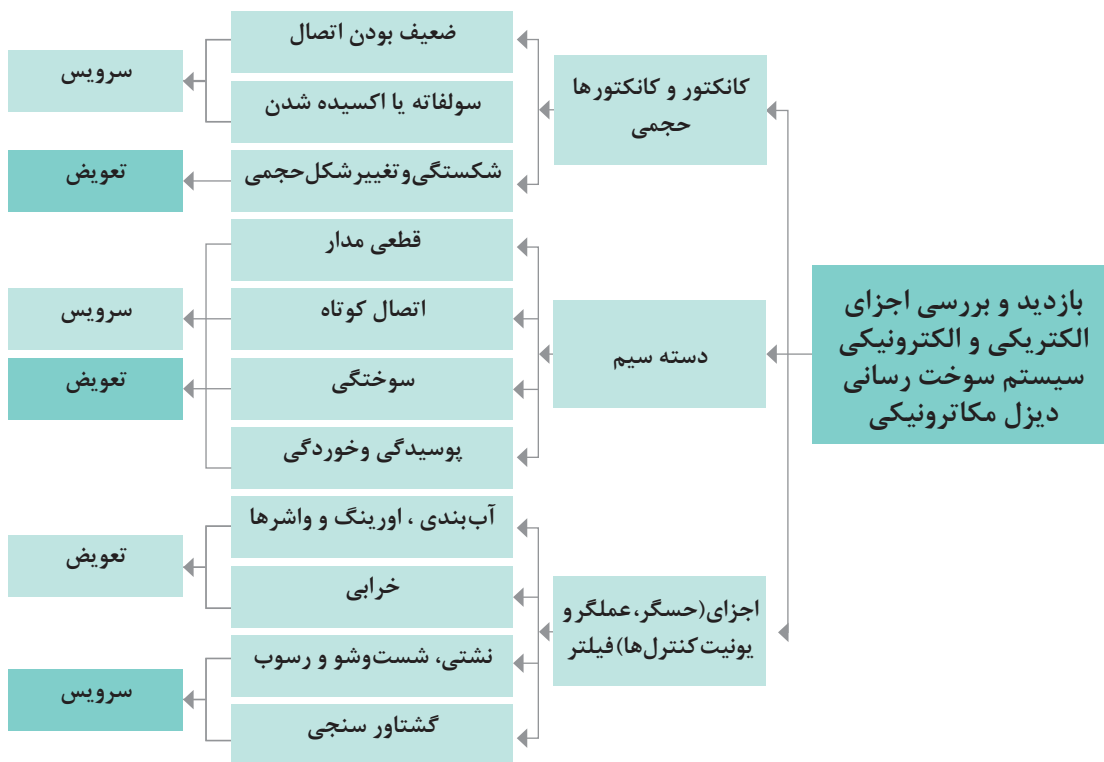 بازدید و بررسی اجزای
الکتریکی و الکترونیکی
سیستم سوخت رسانی
دیزل مکاترونیکی
کانکتور و کانکتورها
حجمی
ضعیف بودن اتصال
سولفاته یا اکسیده شدن
سرویس
شکستگی و تغییر شکل حجمی
تعویض
دسته سیم
قطعی مدار
اتصال کوتاه
سوختگی
پوسیدگی وخوردگی
سرویس
تعویض
اجزای (حسگر، عملگر و
یونیت کنترل‌ها) فیلتر
آب‌بندی ، اورینگ و واشرها
خرابی
تعویض
نشتی، شست‌وشو و رسوب
گشتاور سنجی
سرویس